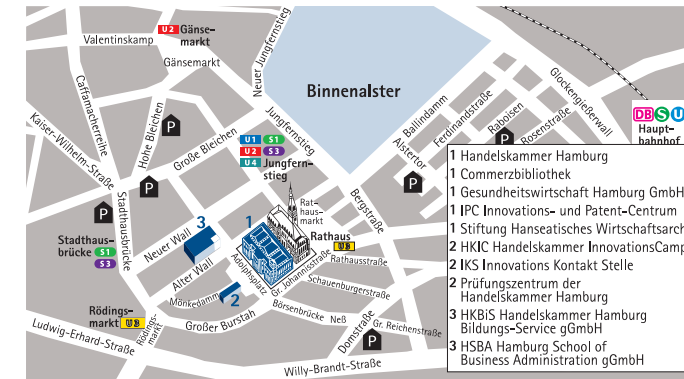 U2 Gänse-
markt
Valentinskamp
Gänsemarkt
Neuer Jungfernstieg
Binnenalster
Caffamacherreihe
Kaiser-Wilhelm-Straße
Hohe Bleichen
P
Große Bleichen
Jungfernstieg
U1 S1
U2 S3
U4 Jungfern-
stieg
Ballindamm
Ferdinandstraße
Alstertor
Raboisen
Rosenstraße
Glockengießerwall
P
P
P
P
P
DB S U
Haupt-
bahnhof
Stadthausbrücke
Stadthaus-
brücke S1
S3
Neuer Wall
3
1
Alter Wall
Adolphsplatz
Rat-
haus-
markt
Bergstraße
Rathaus
U3
Rathausstraße
Gr. Johannisstraße
Schauenburgerstraße
Mönkedamm
2
Börsenbrücke
Neß
Gr. Reichenstraße
Großer Burstah
Rödings-
markt U3
Rödings-
markt
Ludwig-Erhard-Straße
Domstraße
P
Willy-Brandt-Straße
1 Handelskammer Hamburg
1 Commerzbibliothek
1 Gesundheitswirtschaft Hamburg GmbH
1 IPC Innovations- und Patent-Centrum
1 Stiftung Hanseatisches Wirtschaftsarch
2 HKIC Handelskammer InnovationsCamp
2 IKS Innovations Kontakt Stelle
2 Prüfungszentrum der
Handelskammer Hamburg
3 HKBiS Handelskammer Hamburg
Bildungs-Service gGmbH
3 HSBA Hamburg School of
Business Administration gGmbH